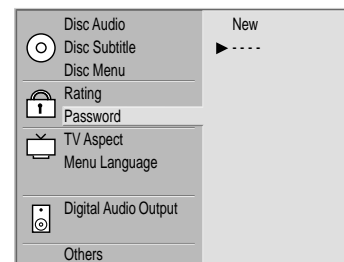 Disc Audio
Disc Subtitle
Disc Menu
Rating
Password
TV Aspect
Menu Language
Digital Audio Output
Others
New
- - - -